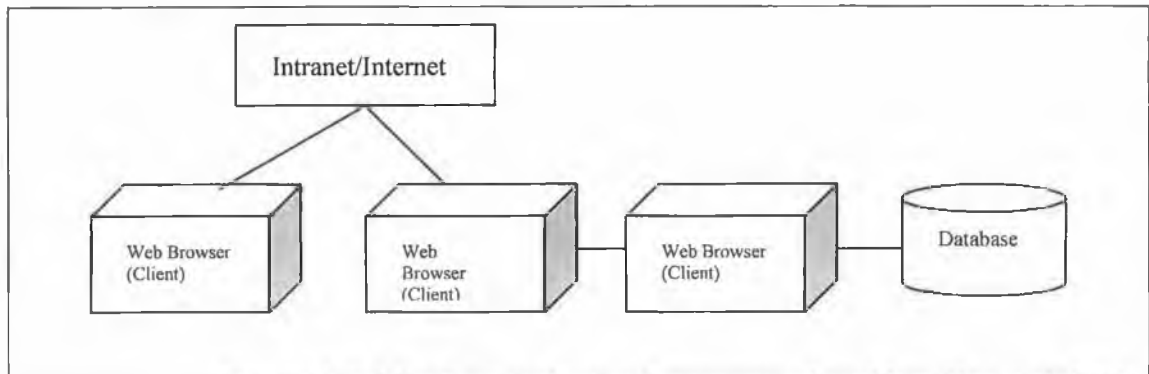 Intranet/Internet
Web Browser
(Client)
Web
Browser
(Client)
Web Browser
(Client)
Database